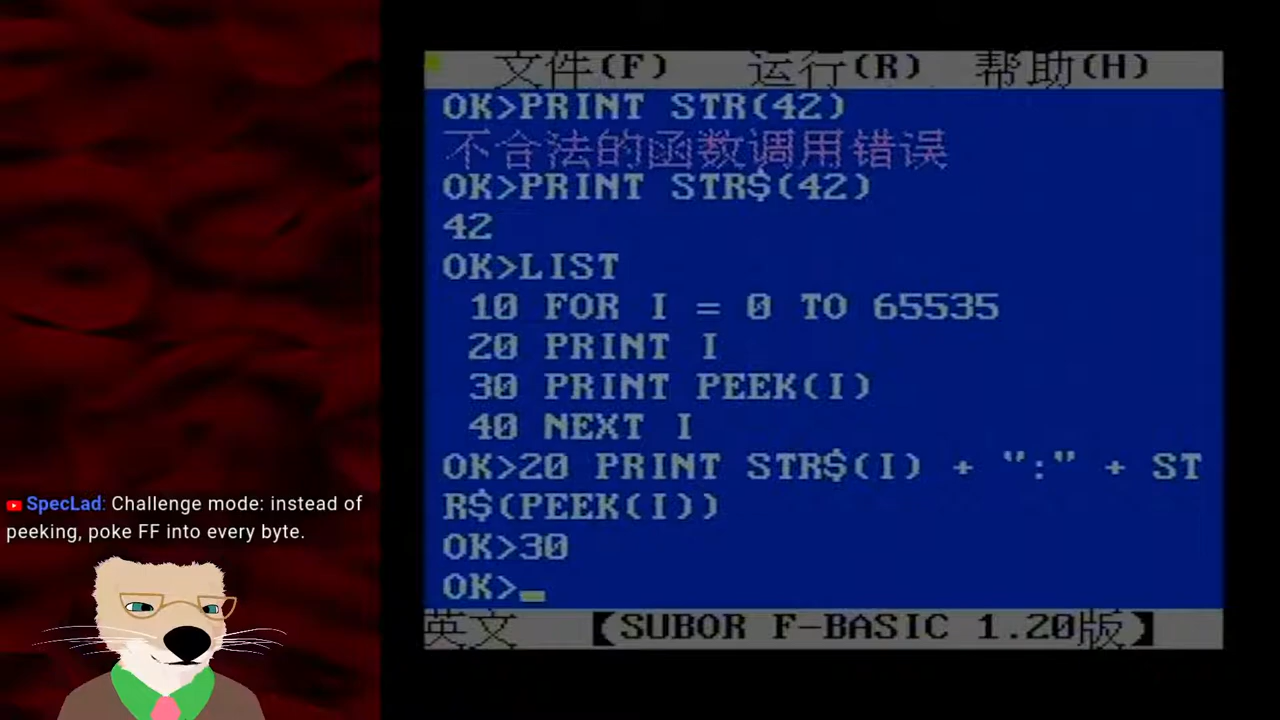 文件(F) 运行(R) 帮助(H)
OK>PRINT STR(42)
不合法的函数调用错误
OK>PRINT STR$(42)
42
OK>LIST
10 FOR I = 0 TO 65535
20 PRINT I
30 PRINT PEEK(I)
40 NEXT I
OK>20 PRINT STR$(I) + ":" + ST
R$(PEEK(I))
OK>30
OK>
英文 【SUBOR F-BASIC 1.20版】
SpecLad: Challenge mode: instead of
peeking, poke FF into every byte.